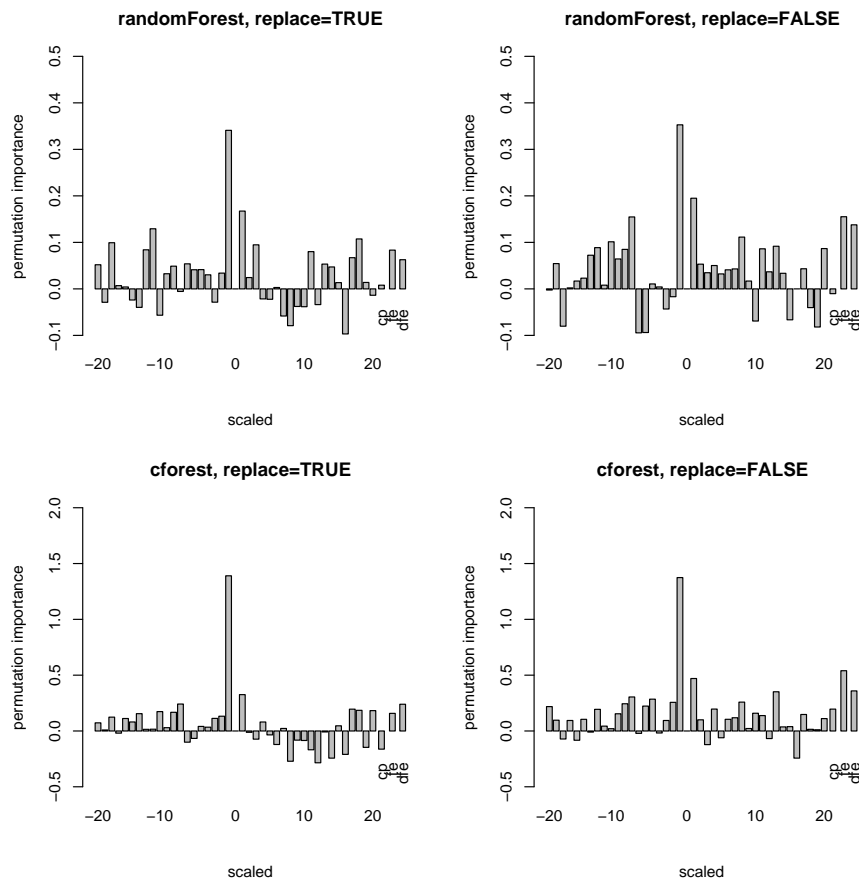 randomForest, replace=TRUE
permutation importance
0.5
0.4
0.3
0.2
0.1
0.0
−0.1
cp
fe
dfe
−20 −10 0 20
scaled
randomForest, replace=FALSE
permutation importance
0.5
0.4
0.3
0.2
0.1
0.0
−0.1
cp
fe
dfe
−20 −10 0 10 20
scaled
cforest, replace=TRUE
permutation importance
2.0
1.5
1.0
0.5
0.0
−0.5
cp
fe
dfe
−20 −10 0 10 20
scaled
cforest, replace=FALSE
permutation importance
2.0
1.5
1.0
0.5
0.0
−0.5
cp
fe
dfe
−20 −10 0 10 20
scaled